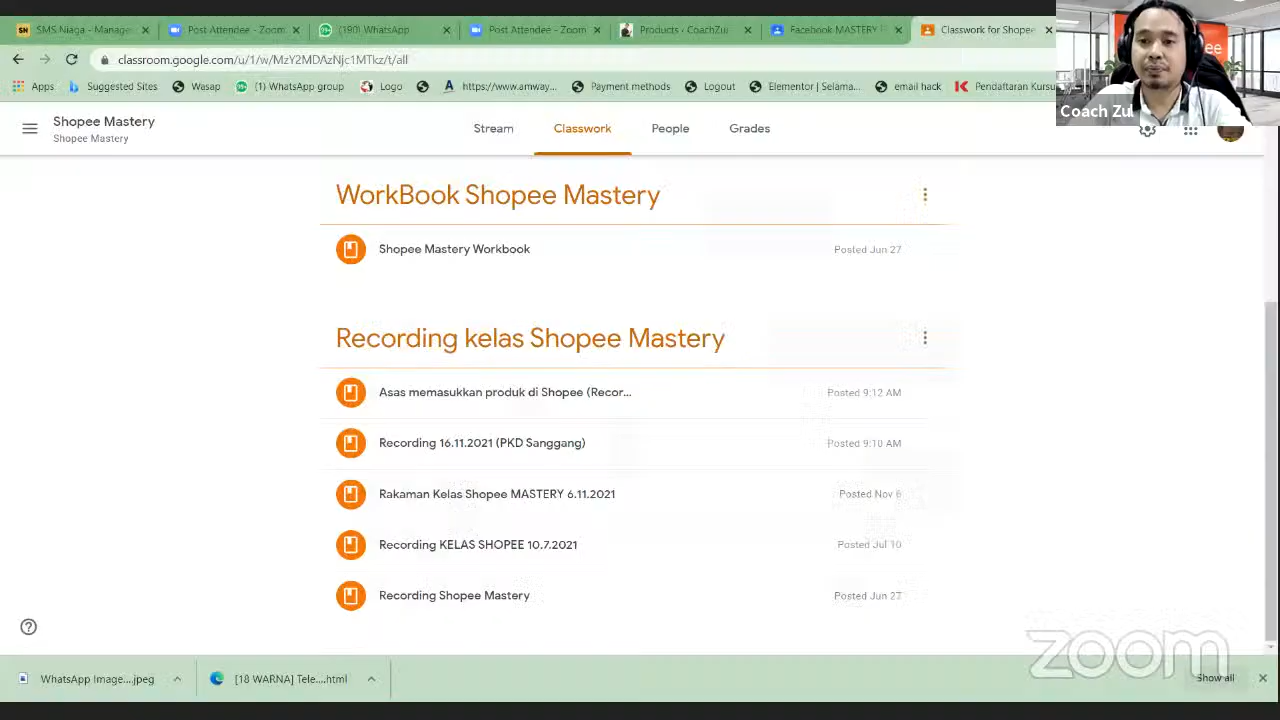 SMS Niaga - Manage
Post Attendee - Zoom
(190) WhatsApp
Post Attendee - Zoom
Products ‹ CoachZul
Facebook MASTERY
Classwork for Shopee
classroom.google.com/u/1/w/MzY2MDAzNjc1MTkz/t/all
Apps
Suggested Sites
Wasap
(1) WhatsApp group
Logo
https://www.amway...
Payment methods
Logout
Elementor | Selama...
email hack
Pendaftaran Kursu
ee
Coach Zul
Shopee Mastery
Shopee Mastery
Stream
Classwork
People
Grades
WorkBook Shopee Mastery
Shopee Mastery Workbook
Posted Jun 27
Recording kelas Shopee Mastery
Asas memasukkan produk di Shopee (Recor...
Posted 9:12 AM
Recording 16.11.2021 (PKD Sanggang)
Posted 9:10 AM
Rakaman Kelas Shopee MASTERY 6.11.2021
Posted Nov 6
Recording KELAS SHOPEE 10.7.2021
Posted Jul 10
Recording Shopee Mastery
Posted Jun 27
zoom
WhatsApp Image....jpeg
[18 WARNA] Tele....html
Show all